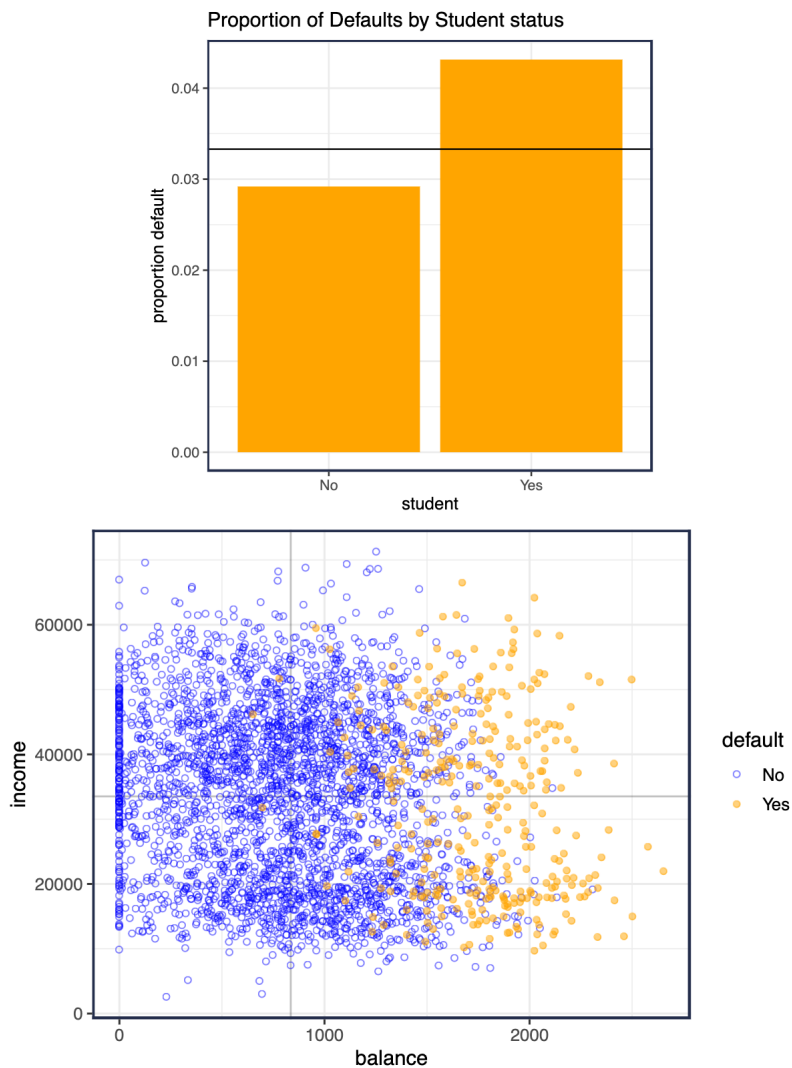 Proportion of Defaults by Student status
0.04
0.03
0.02
0.01
0.00
proportion default
No
Yes
student
60000
40000
20000
0
income
0
1000
2000
balance
default
No
Yes